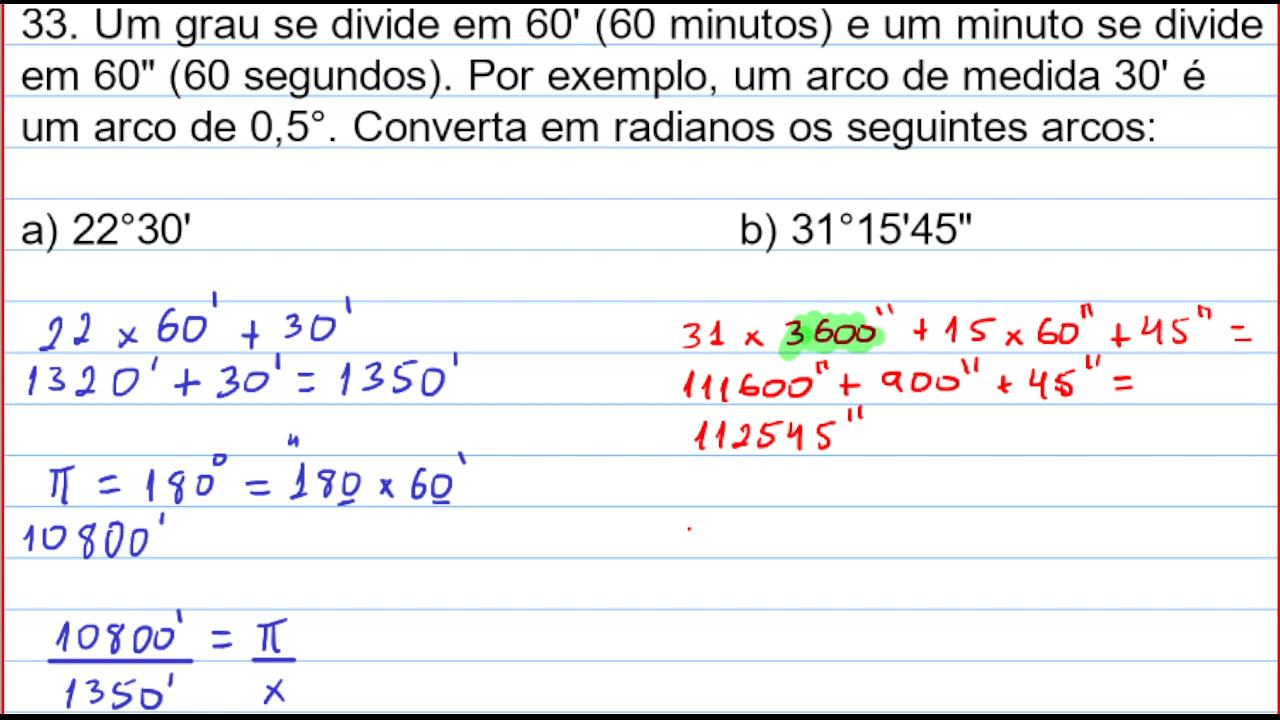 33. Um grau se divide em 60' (60 minutos) e um minuto se divide
em 60" (60 segundos). Por exemplo, um arco de medida 30' é
um arco de 0,5°. Converta em radianos os seguintes arcos:
a) 22°30'
22 × 60' + 30'
1320' + 30' = 1350'
π = 180° = 180 × 60'
10800'
10800' = π
1350' x
b) 31°15'45"
31 × 3600" + 15 × 60" + 45" =
111600" + 900" + 45" =
112545"